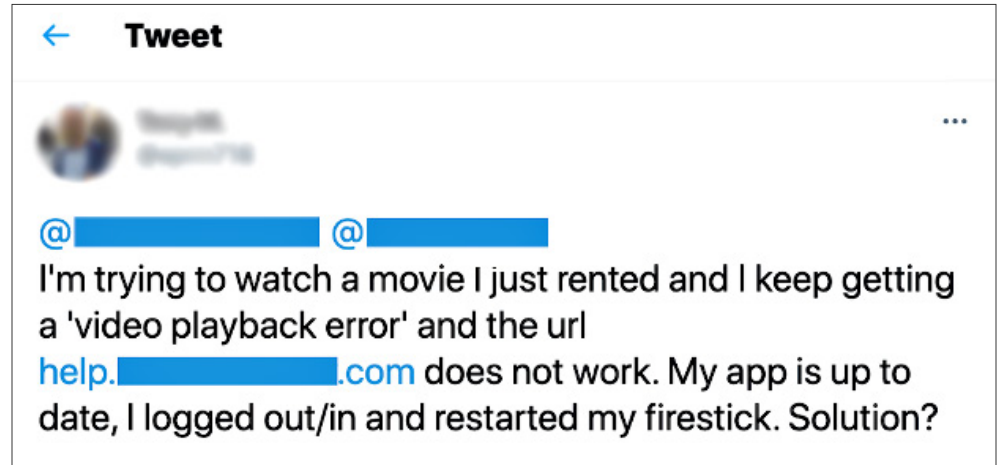 Tweet
@ @
I'm trying to watch a movie I just rented and I keep getting
a 'video playback error' and the url
help. .com does not work. My app is up to
date, I logged out/in and restarted my firestick. Solution?